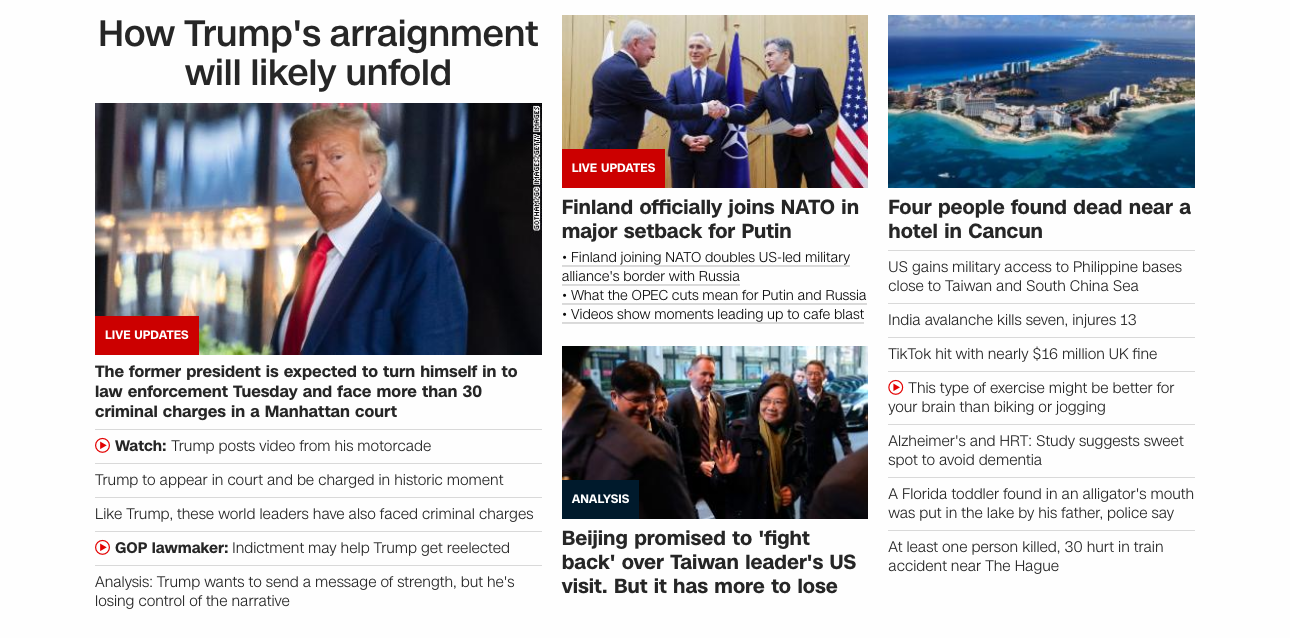 How Trump's arraignment
will likely unfold
GOTHAM/GC IMAGES/GETTY IMAGES
LIVE UPDATES
The former president is expected to turn himself in to
law enforcement Tuesday and face more than 30
criminal charges in a Manhattan court
Watch: Trump posts video from his motorcade
Trump to appear in court and be charged in historic moment
Like Trump, these world leaders have also faced criminal charges
GOP lawmaker: Indictment may help Trump get reelected
Analysis: Trump wants to send a message of strength, but he's
losing control of the narrative
LIVE UPDATES
Finland officially joins NATO in
major setback for Putin
• Finland joining NATO doubles US-led military
alliance's border with Russia
• What the OPEC cuts mean for Putin and Russia
• Videos show moments leading up to cafe blast
ANALYSIS
Beijing promised to 'fight
back' over Taiwan leader's US
visit. But it has more to lose
Four people found dead near a
hotel in Cancun
US gains military access to Philippine bases
close to Taiwan and South China Sea
India avalanche kills seven, injures 13
TikTok hit with nearly $16 million UK fine
This type of exercise might be better for
your brain than biking or jogging
Alzheimer's and HRT: Study suggests sweet
spot to avoid dementia
A Florida toddler found in an alligator's mouth
was put in the lake by his father, police say
At least one person killed, 30 hurt in train
accident near The Hague